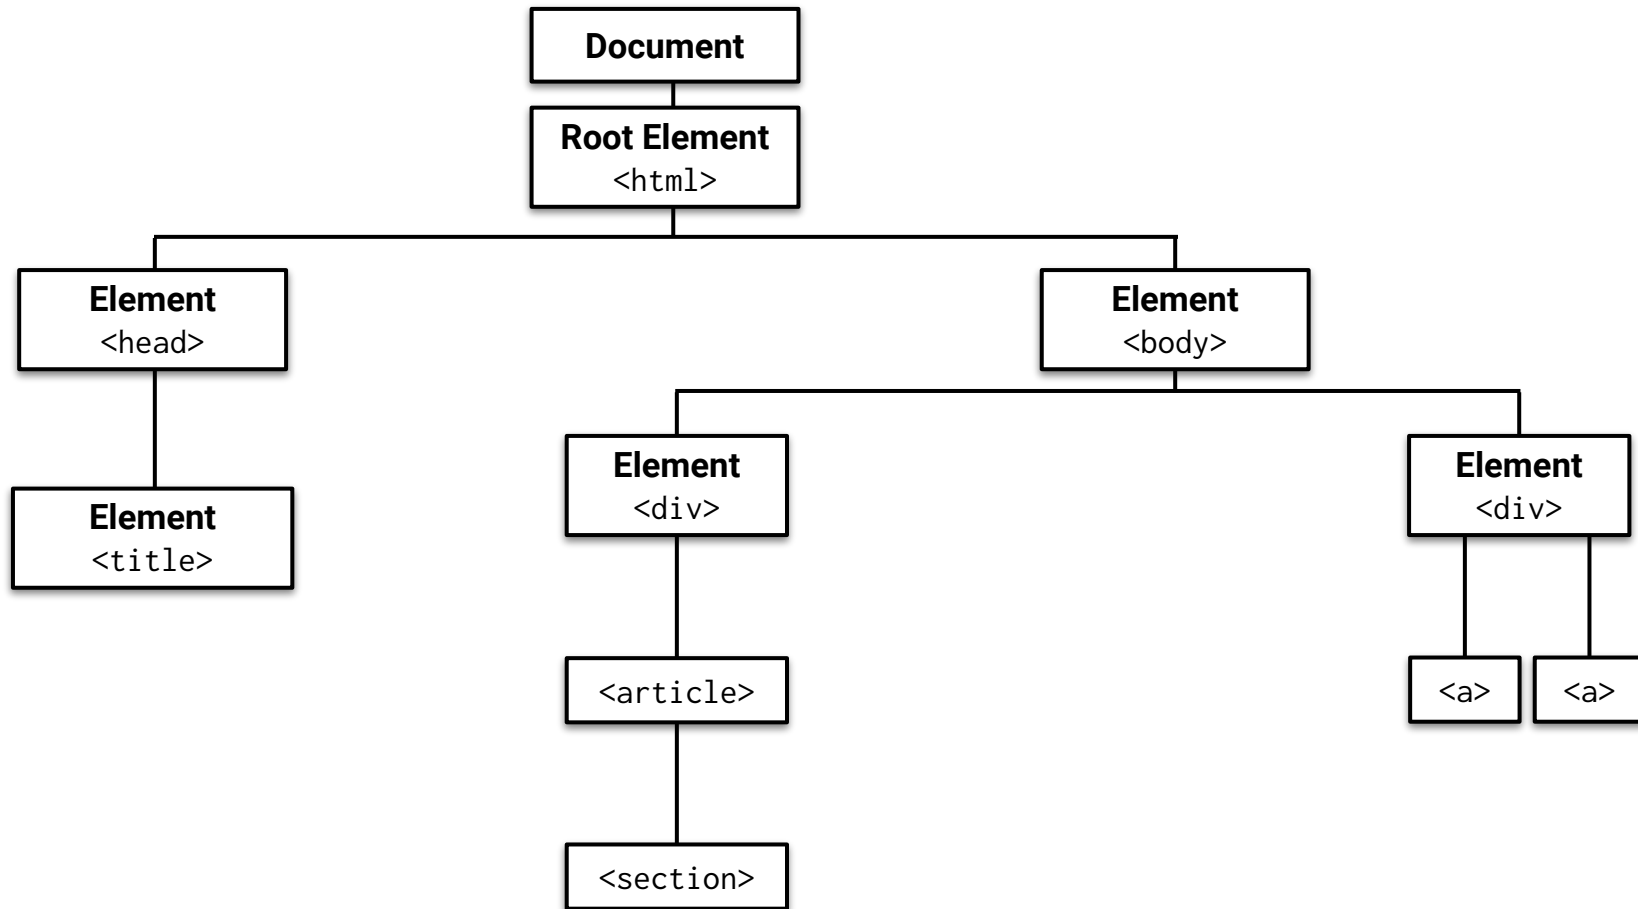 Document
Root Element
<html>
Element
<head>
Element
<body>
Element
<title>
Element
<div>
Element
<div>
<article>
<a>
<a>
<section>